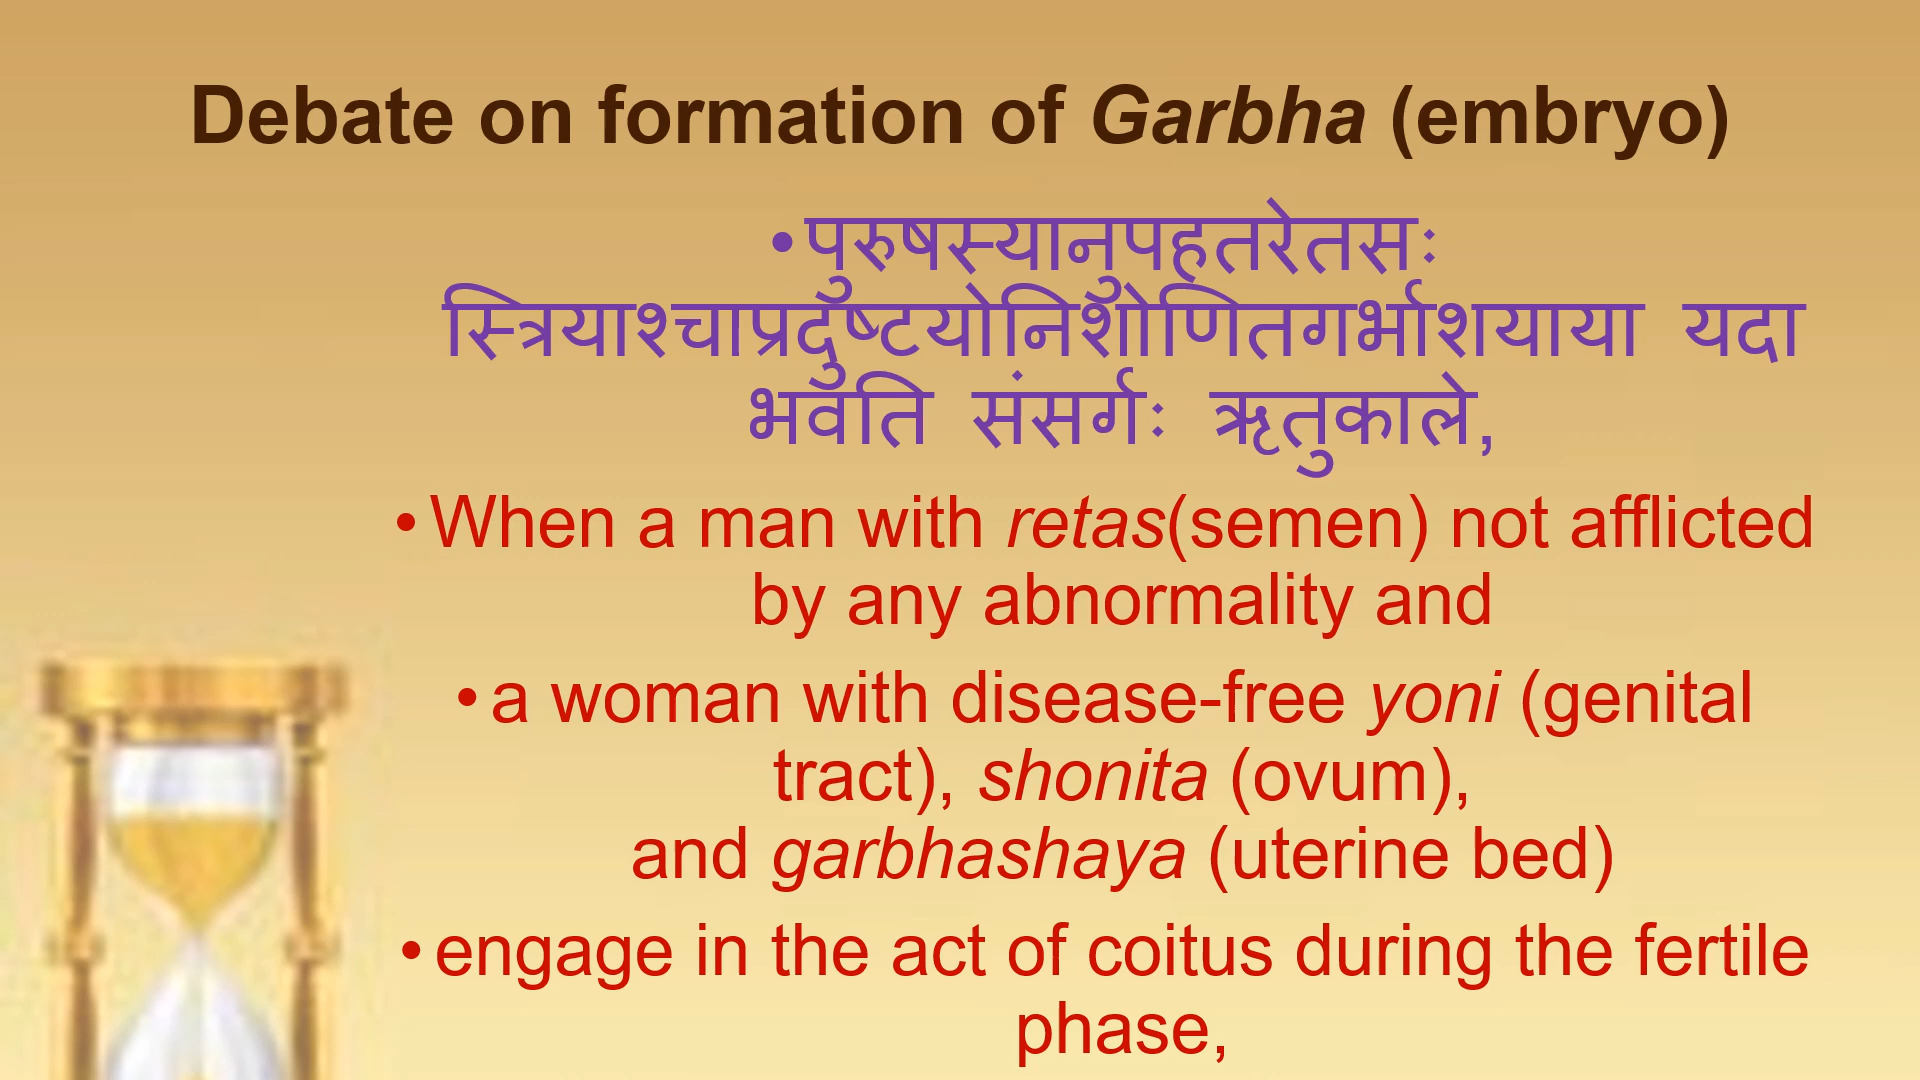 Debate on formation of Garbha (embryo)
•पुरुषस्यानुपहतरेतसः
स्त्रियाश्चाप्रदुष्टयोनिशोणितगर्भाशयाया यदा
भवति संसर्गः ऋतुकाले,
•When a man with retas(semen) not afflicted
by any abnormality and
•a woman with disease-free yoni (genital
tract), shonita (ovum),
and garbhashaya (uterine bed)
•engage in the act of coitus during the fertile
phase,